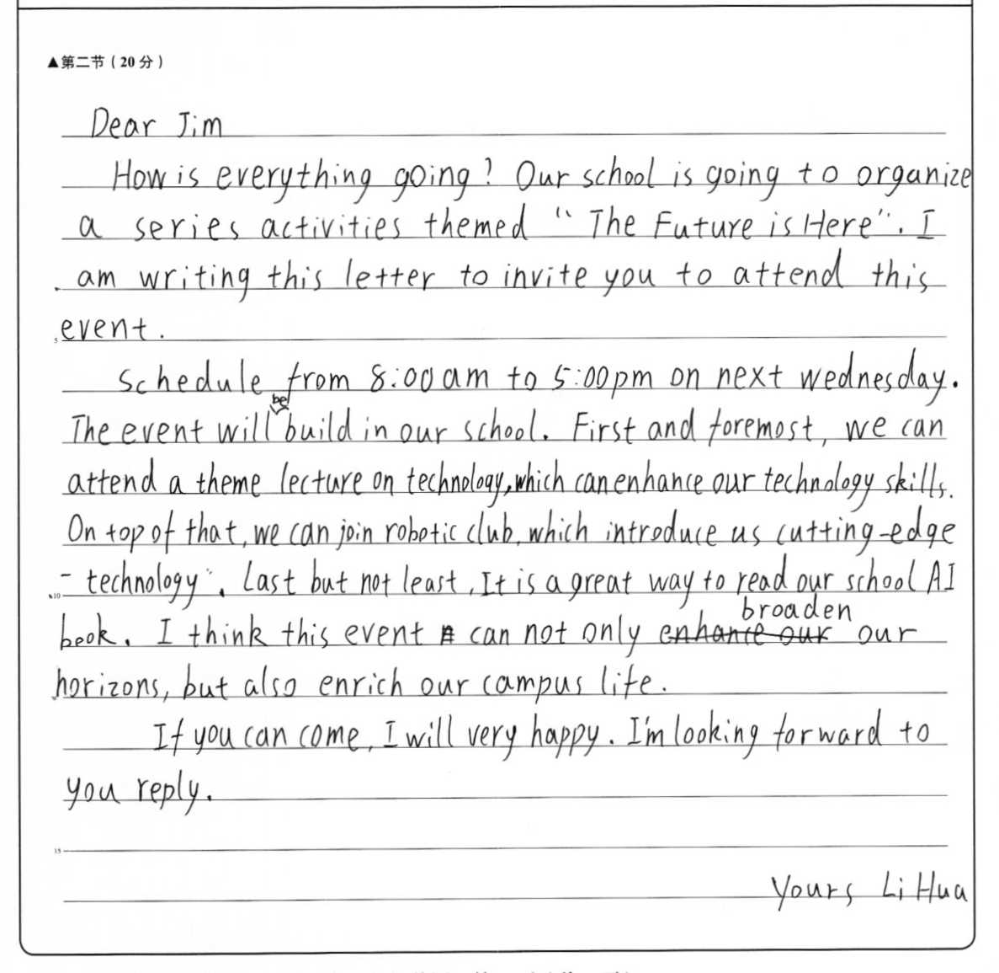 ▲第二节（20分）
Dear Jim
How is everything going? Our school is going to organize
a series activities themed "The Future is Here". I
am writing this letter to invite you to attend this
5 event.
Schedule from 8:00am to 5:00pm on next wednesday.
The event will be build in our school. First and foremost, we can
attend a theme lecture on technology, which can enhance our technology skills.
On top of that, we can join robotic club, which introduce us cutting-edge
10 - technology". Last but not least, It is a great way to read our school AI
book. I think this event can not only broaden our
horizons, but also enrich our campus life.
If you can come, I will very happy. I'm looking forward to
you reply.
15
Yours Li Hua